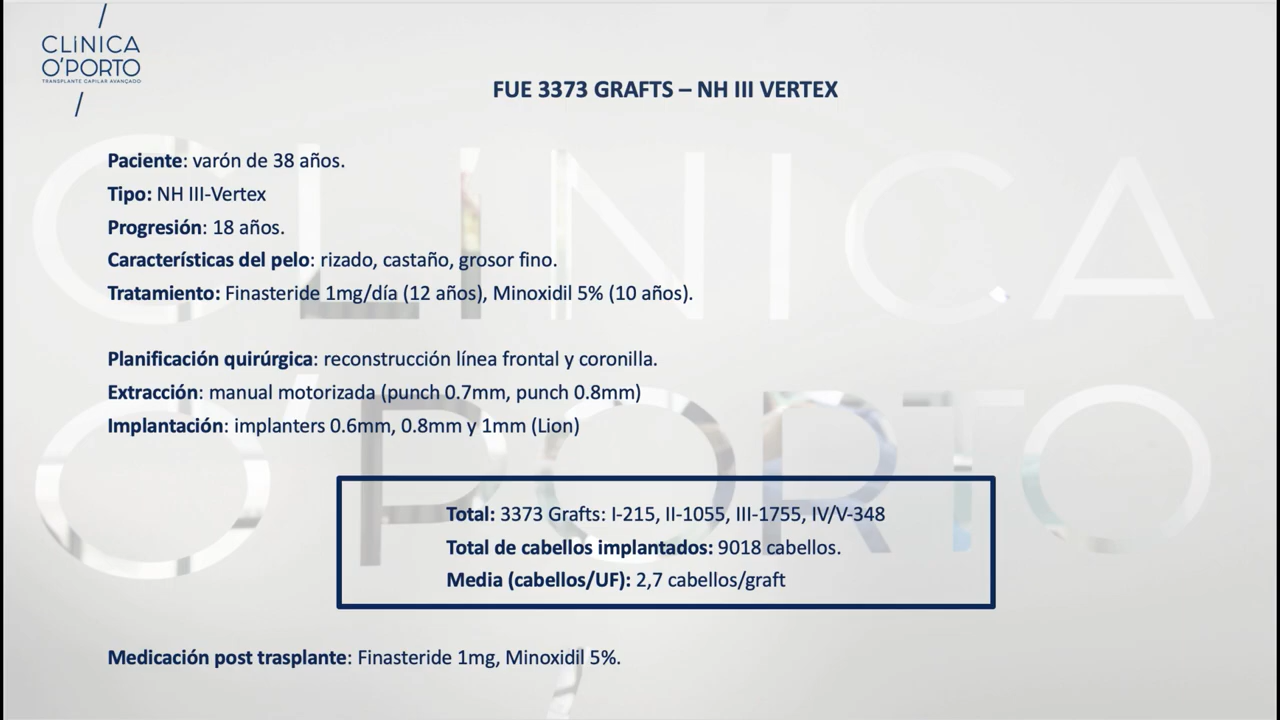 CLíNICA
O'PORTO
TRANSPLANTE CAPILAR AVANÇADO
FUE 3373 GRAFTS – NH III VERTEX
Paciente: varón de 38 años.
Tipo: NH III-Vertex
Progresión: 18 años.
Características del pelo: rizado, castaño, grosor fino.
Tratamiento: Finasteride 1mg/día (12 años), Minoxidil 5% (10 años).
Planificación quirúrgica: reconstrucción línea frontal y coronilla.
Extracción: manual motorizada (punch 0.7mm, punch 0.8mm)
Implantación: implanters 0.6mm, 0.8mm y 1mm (Lion)
Total: 3373 Grafts: I-215, II-1055, III-1755, IV/V-348
Total de cabellos implantados: 9018 cabellos.
Media (cabellos/UF): 2,7 cabellos/graft
Medicación post trasplante: Finasteride 1mg, Minoxidil 5%.
CLíNICA
O'PORTO